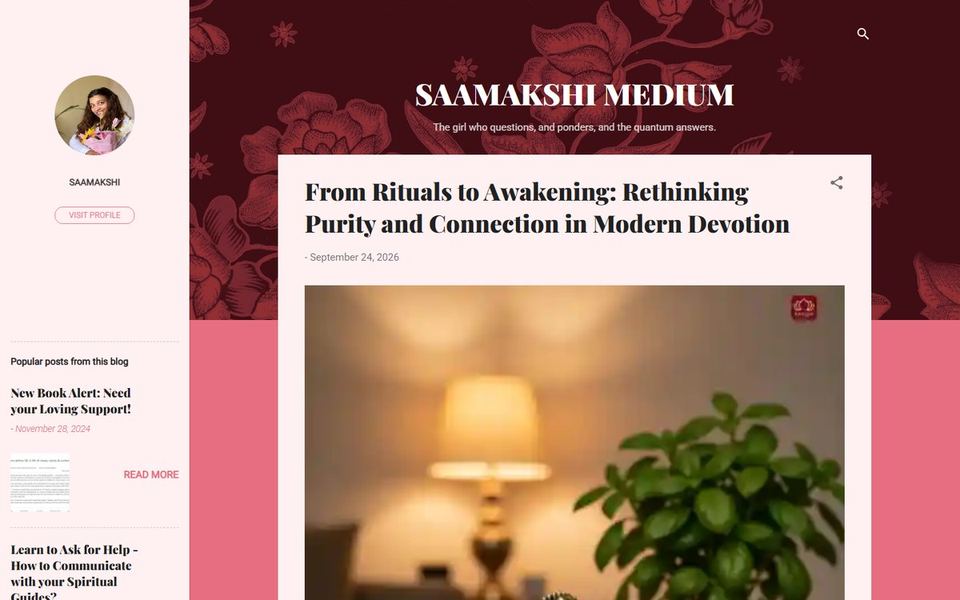 SAAMAKSHI MEDIUM
The girl who questions, and ponders, and the quantum answers.
SAAMAKSHI
VISIT PROFILE
Popular posts from this blog
New Book Alert: Need
your Loving Support!
- November 28, 2024
READ MORE
Learn to Ask for Help -
How to Communicate
with your Spiritual
Guides?
From Rituals to Awakening: Rethinking
Purity and Connection in Modern Devotion
- September 24, 2026